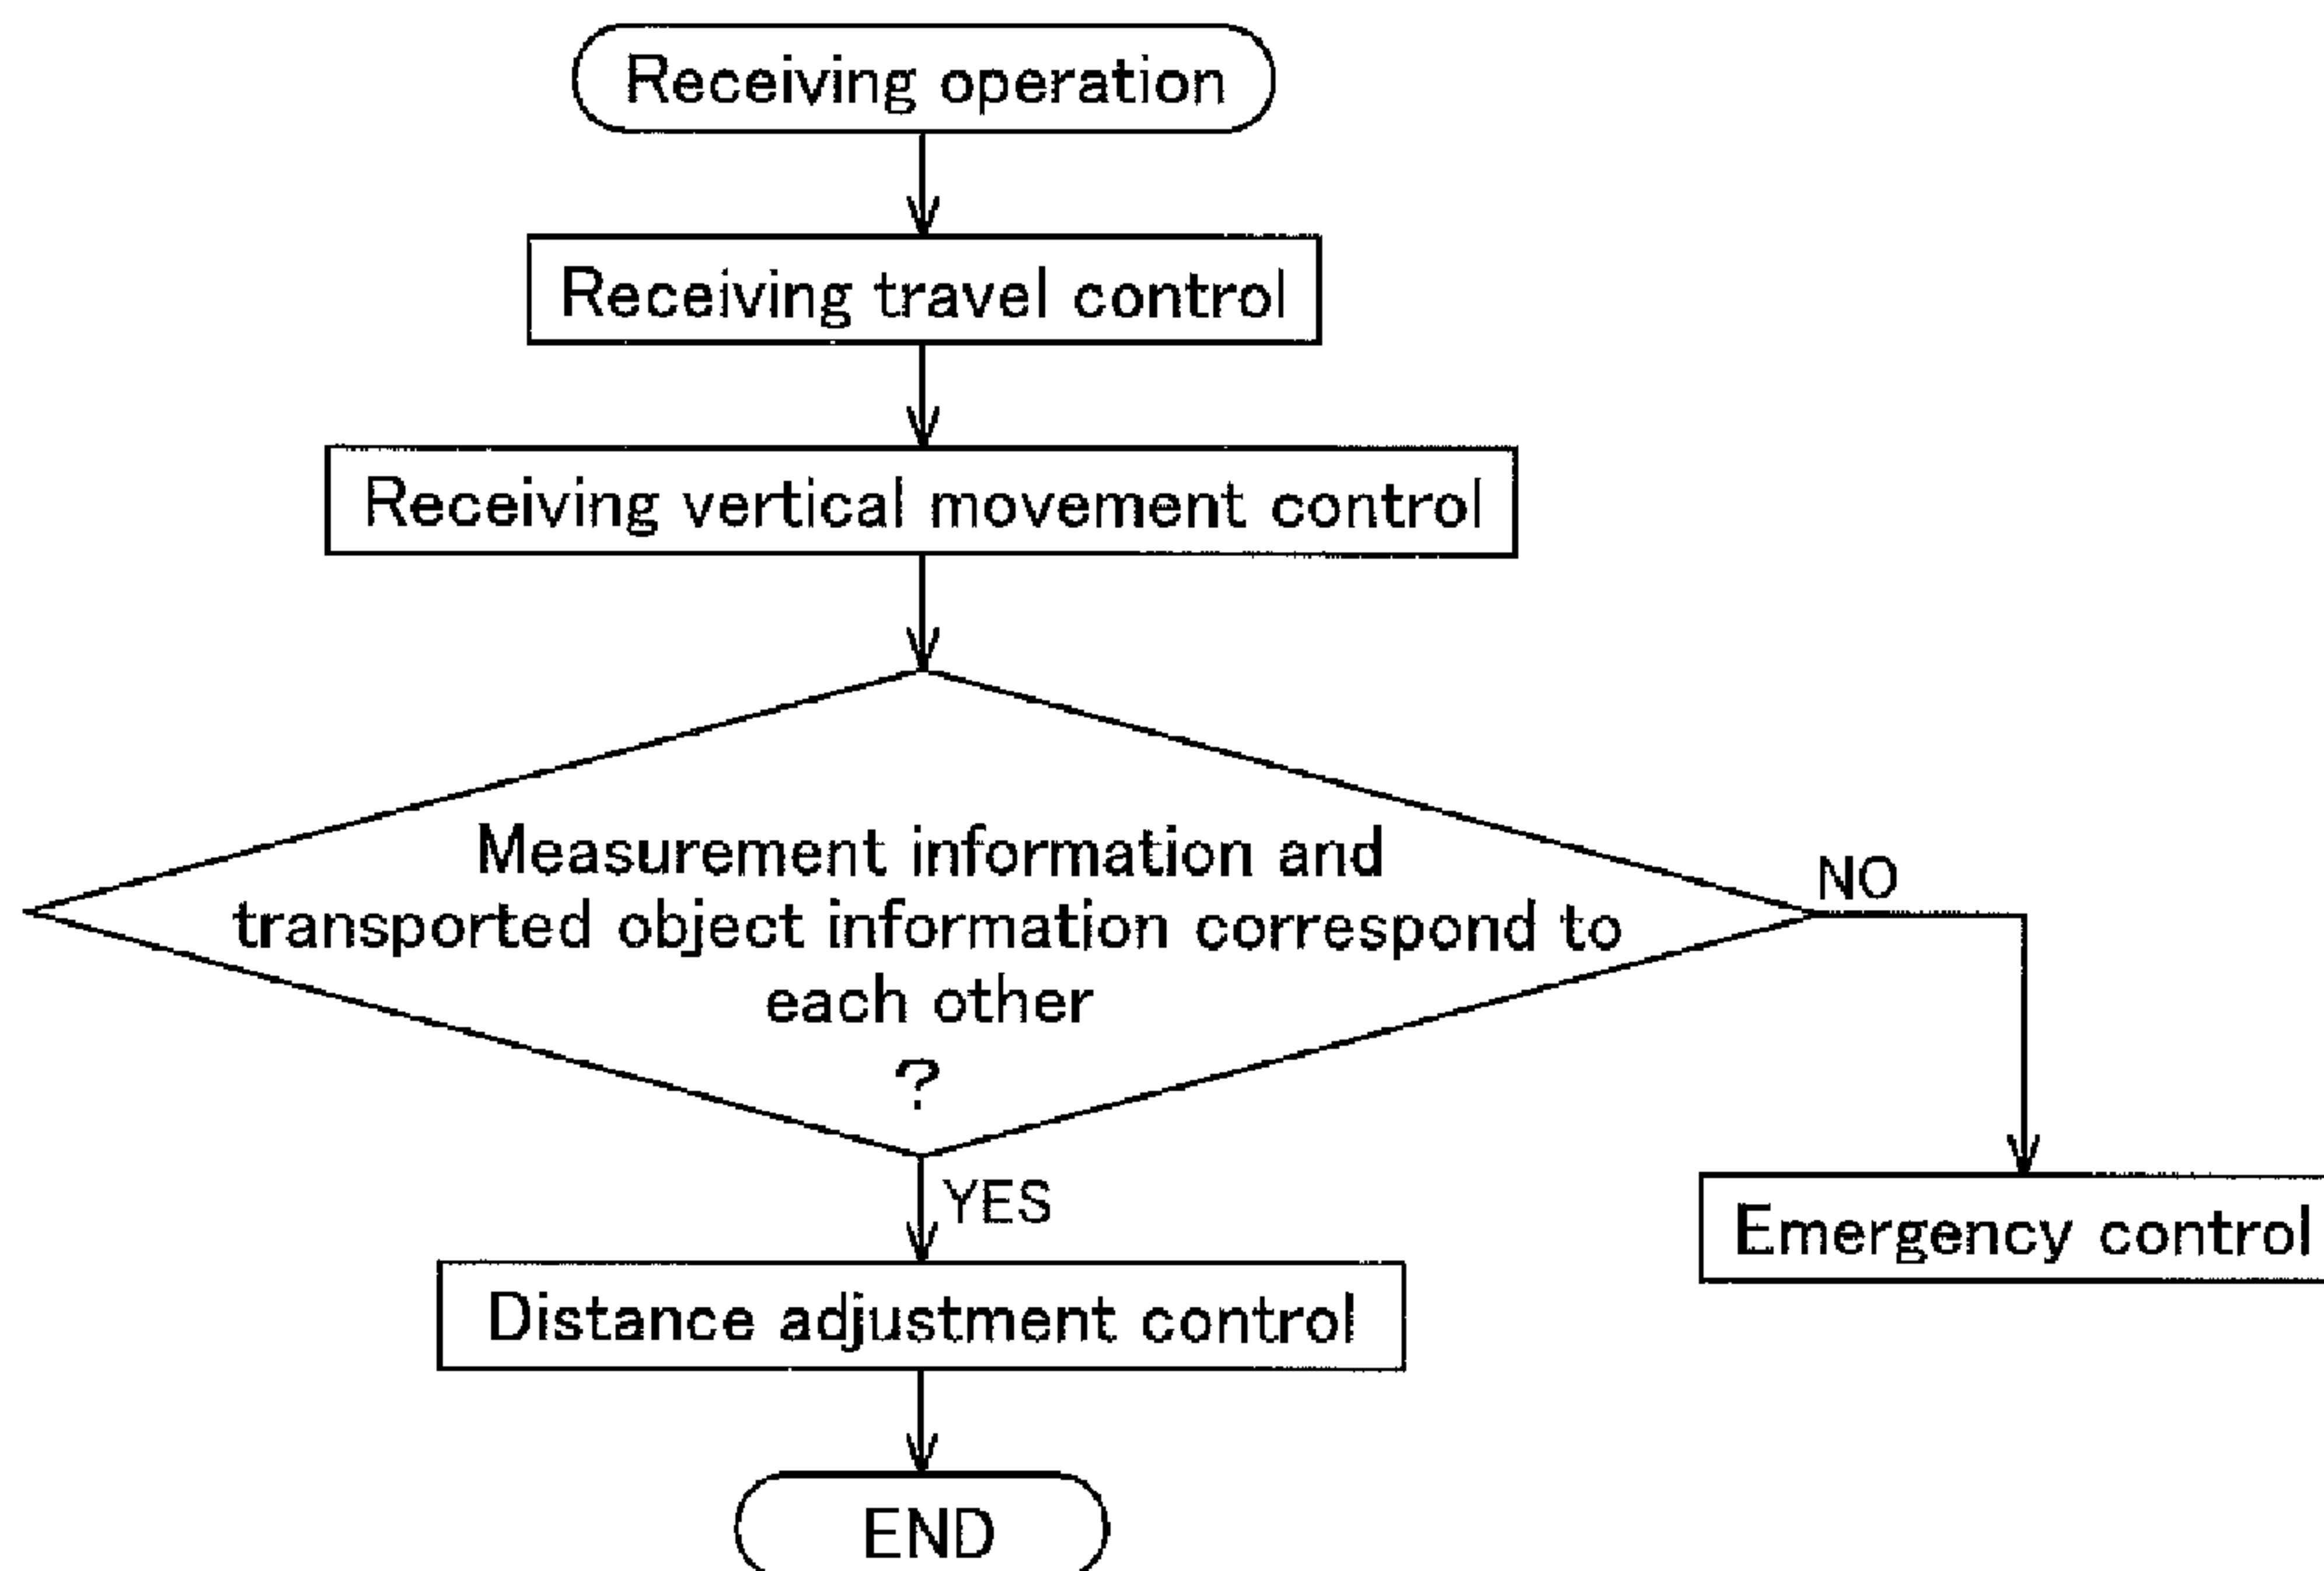 Receiving operation
Receiving travel control
Receiving vertical movement control
Measurement information and
transported object information correspond to
each other
?
NO
YES
Emergency control
Distance adjustment control
END